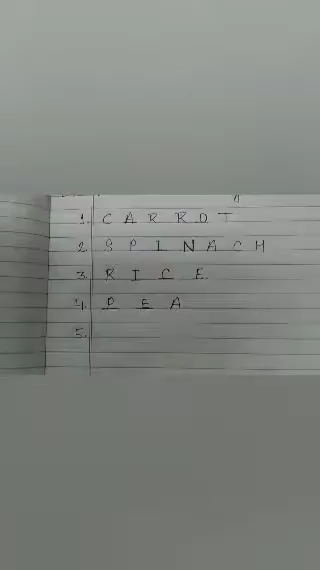 1. C A R R O T
2. S P I N A C H
3. R I C E
4. P E A
5.